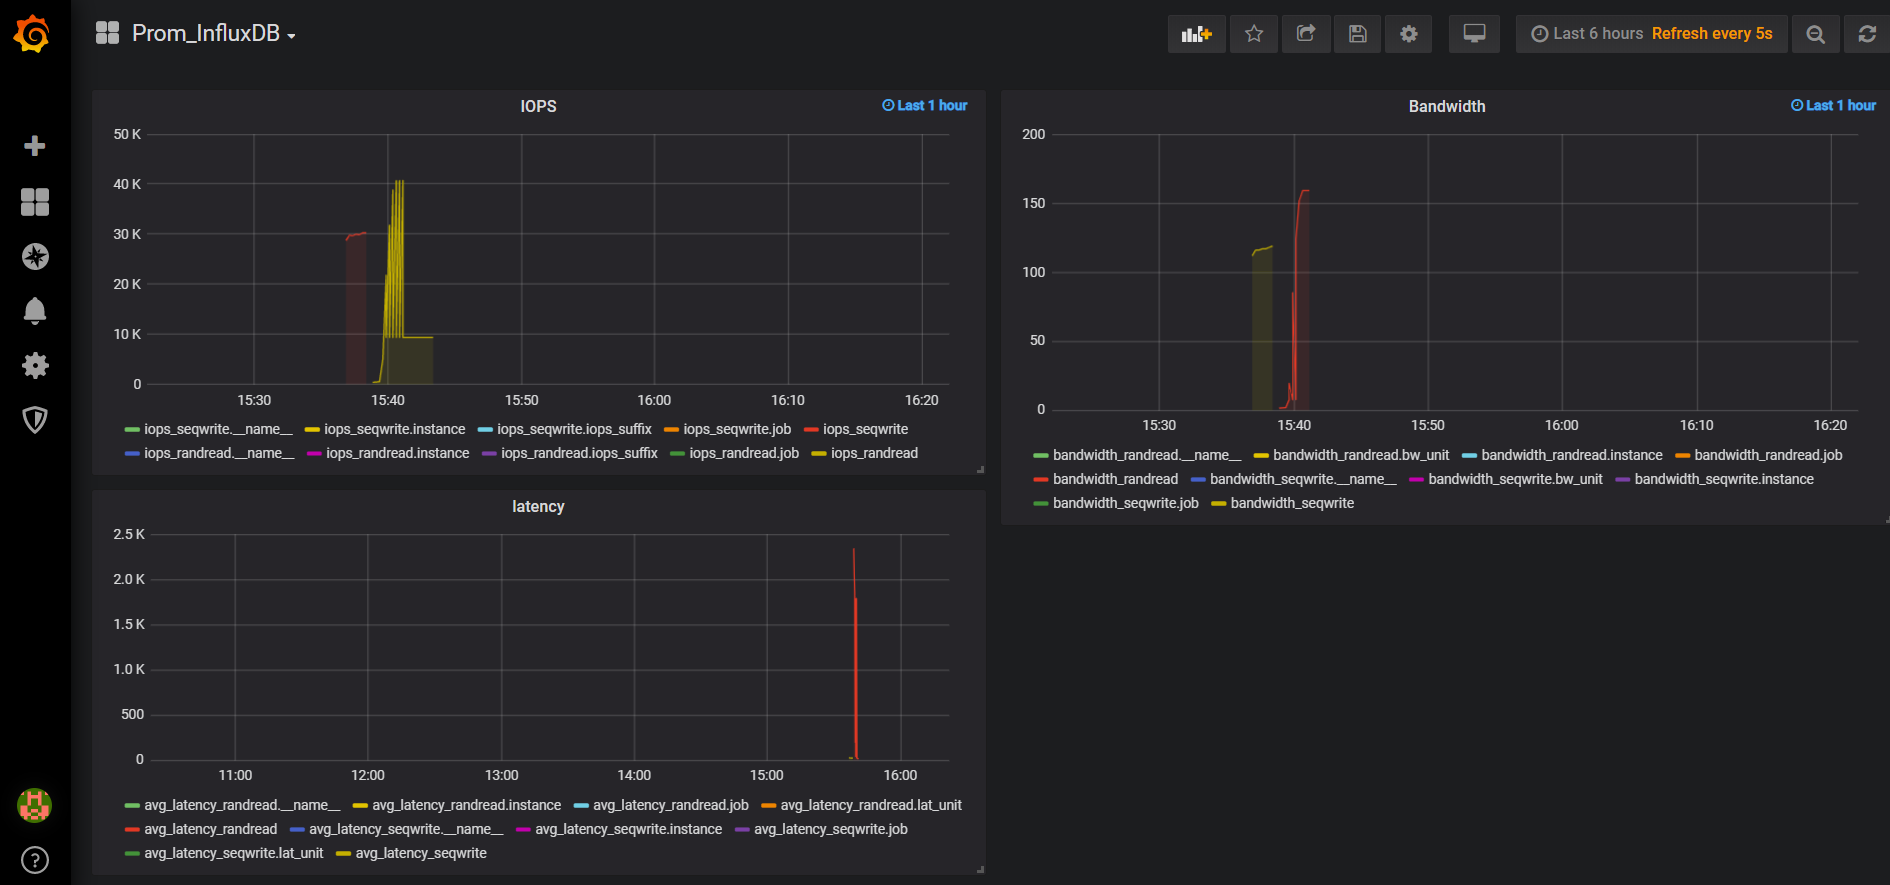 Prom_InfluxDB
Last 6 hours Refresh every 5s
IOPS
Last 1 hour
50 K
40 K
30 K
20 K
10 K
0
15:30 15:40 15:50 16:00 16:10 16:20
iops_seqwrite.__name__ iops_seqwrite.instance iops_seqwrite.iops_suffix iops_seqwrite.job iops_seqwrite
iops_randread.__name__ iops_randread.instance iops_randread.iops_suffix iops_randread.job iops_randread
Bandwidth
Last 1 hour
200
150
100
50
0
15:30 15:40 15:50 16:00 16:10 16:20
bandwidth_randread.__name__ bandwidth_randread.bw_unit bandwidth_randread.instance bandwidth_randread.job
bandwidth_randread bandwidth_seqwrite.__name__ bandwidth_seqwrite.bw_unit bandwidth_seqwrite.instance
bandwidth_seqwrite.job bandwidth_seqwrite
latency
2.5 K
2.0 K
1.5 K
1.0 K
500
0
11:00 12:00 13:00 14:00 15:00 16:00
avg_latency_randread.__name__ avg_latency_randread.instance avg_latency_randread.job avg_latency_randread.lat_unit
avg_latency_randread avg_latency_seqwrite.__name__ avg_latency_seqwrite.instance avg_latency_seqwrite.job
avg_latency_seqwrite.lat_unit avg_latency_seqwrite